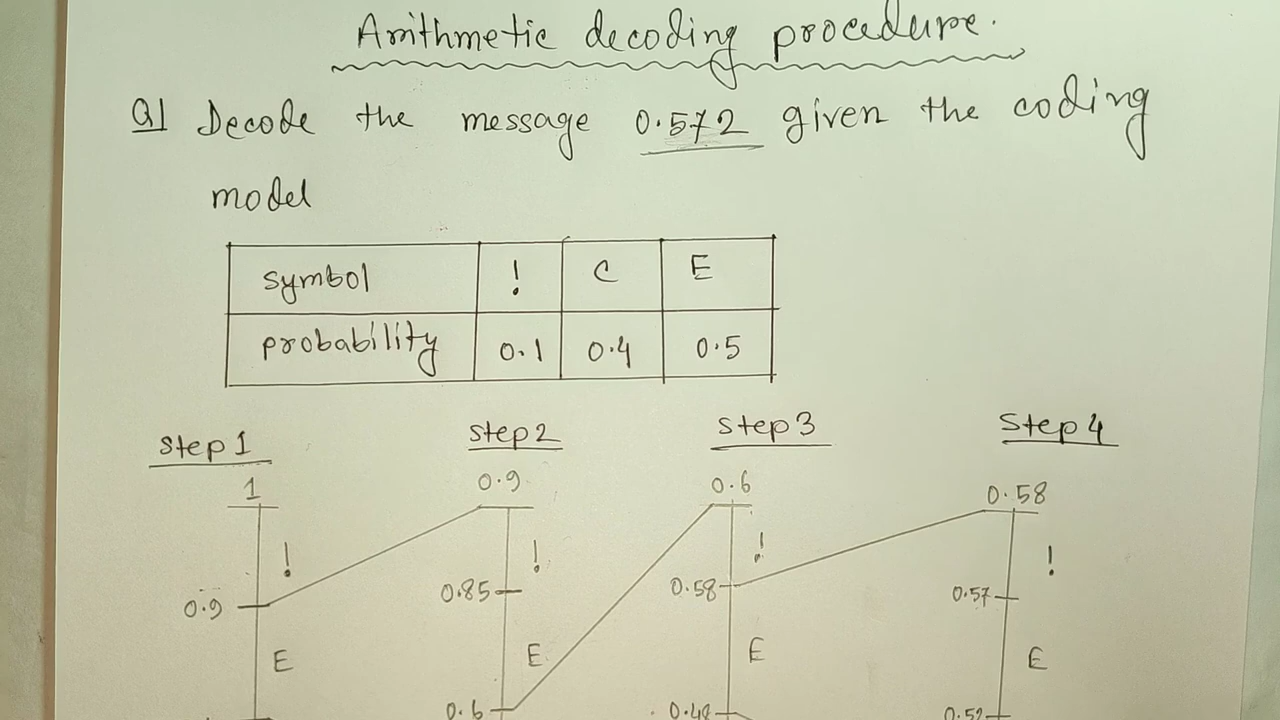 Arithmetic decoding procedure.
Q1 Decode the message 0.572 given the coding
model
symbol ! C E
probability 0.1 0.4 0.5
Step 1 Step 2 Step 3 Step 4
1 0.9 0.6 0.58
! ! ! !
0.9 0.85 0.58 0.57
E E E E
0.6 0.48 0.52